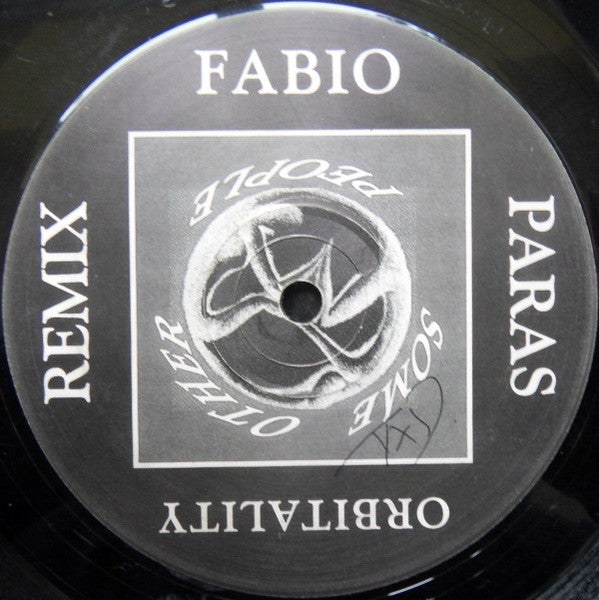 FABIO
PARAS
ORBITALITY
REMIX
SOME
OTHER
PEOPLE